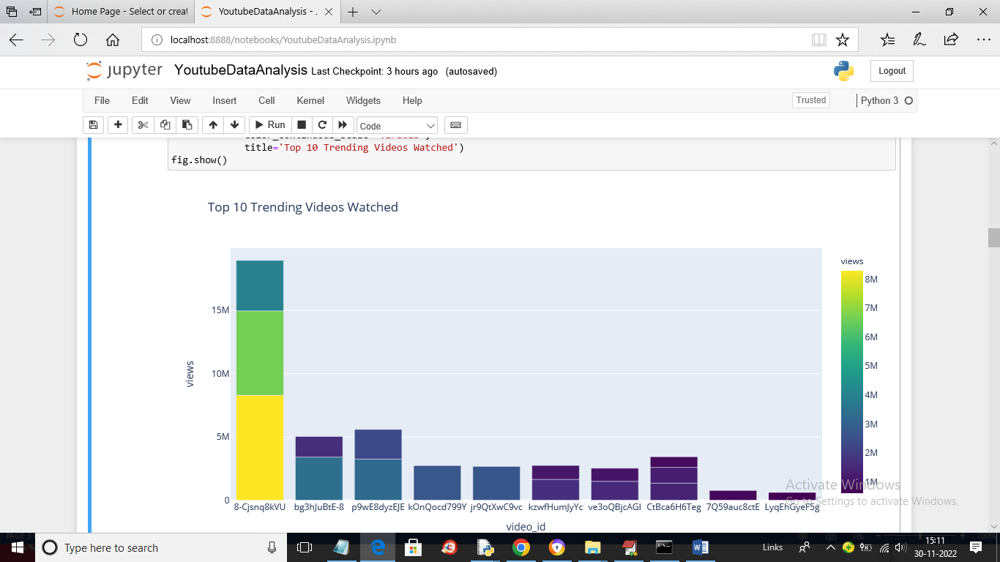 Home Page - Select or creat
YoutubeDataAnalysis - .
localhost:8888/notebooks/YoutubeDataAnalysis.ipynb
jupyter YoutubeDataAnalysis Last Checkpoint: 3 hours ago (autosaved)
Logout
File Edit View Insert Cell Kernel Widgets Help
Trusted
Python 3
Run
Code
title='Top 10 Trending Videos Watched')
fig.show()
Top 10 Trending Videos Watched
views
15M
10M
5M
0
8-Cjsnq8kVU bg3hJuBtE-8 p9wE8dyzEJE kOnQocd799Y jr9QtXwC9vc kzwfHumJyYc ve3oQBjcAGI CtBca6H6Teg 7Q59auc8ctE LyqEhGyeF5g
video_id
views
8M
7M
6M
5M
4M
3M
2M
1M
Activate Windows
Go to Settings to activate Windows.
PAGE 3
100%
Type here to search
Links
15:11
30-11-2022